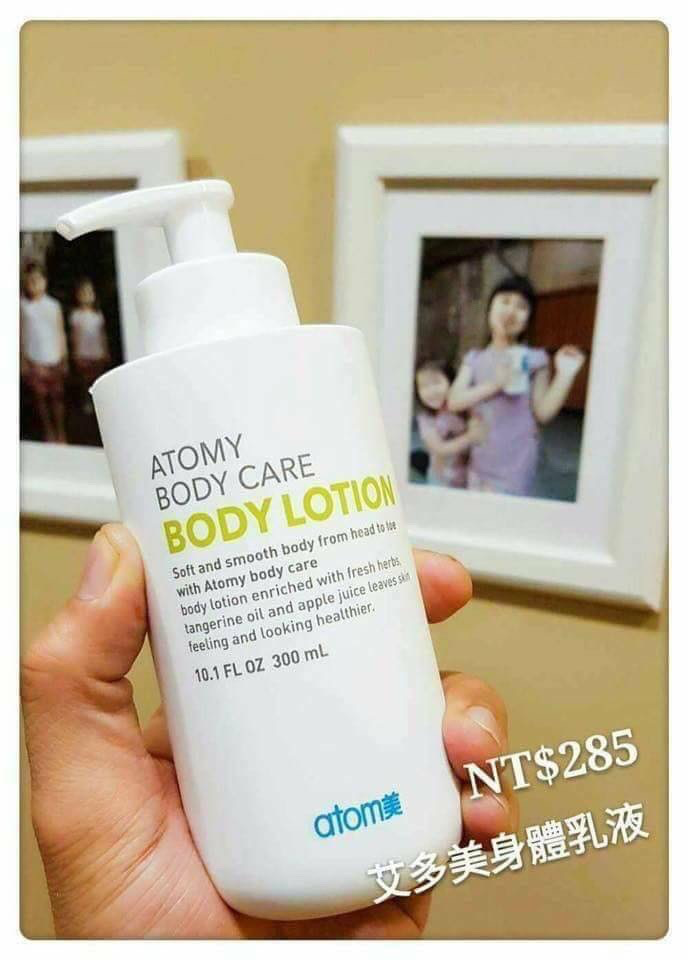 ATOMY
BODY CARE
BODY LOTION
Soft and smooth body from head to toe
with Atomy body care
body lotion enriched with fresh herbs,
tangerine oil and apple juice leaves skin
feeling and looking healthier.
10.1 FL OZ 300 mL
atom美
NT$285
艾多美身體乳液